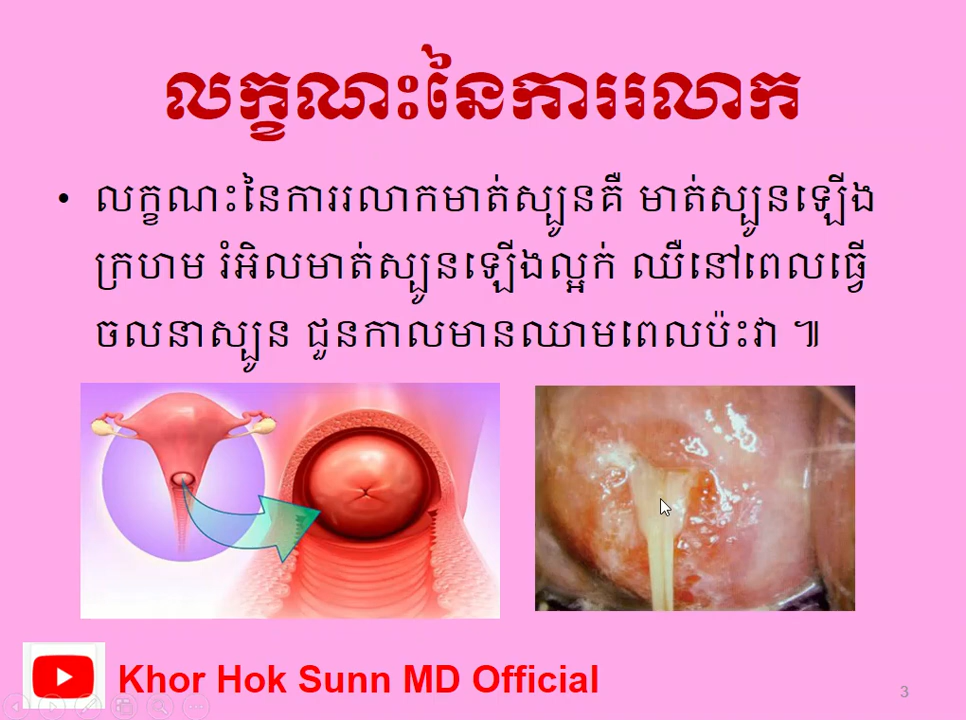 លក្ខណះនៃការរលាក
• លក្ខណះនៃការរលាកមាត់ស្បូនគឺ មាត់ស្បូនឡើង
ក្រហម រំអិលមាត់ស្បូនឡើងល្អក់ ឈឺនៅពេលធ្វើ
ចលនាស្បូន ជួនកាលមានឈាមពេលប៉ះវា ៕
Khor Hok Sunn MD Official
3